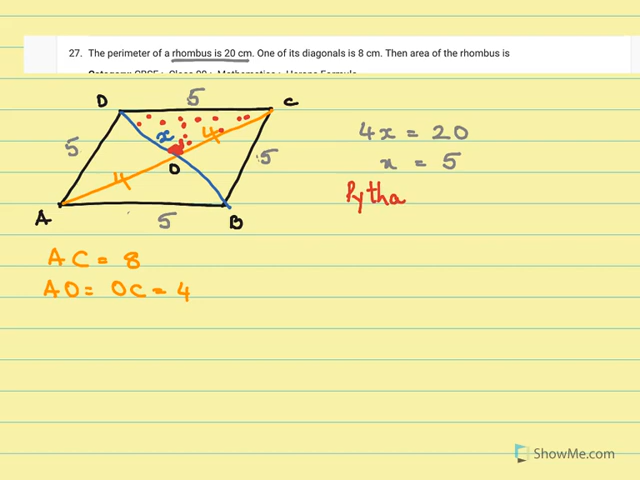 27. The perimeter of a rhombus is 20 cm. One of its diagonals is 8 cm. Then area of the rhombus is
D 5 C
5 x 4 5
4 O
A 5 B
4x = 20
x = 5
Pytha
AC = 8
AO = OC = 4
ShowMe.com